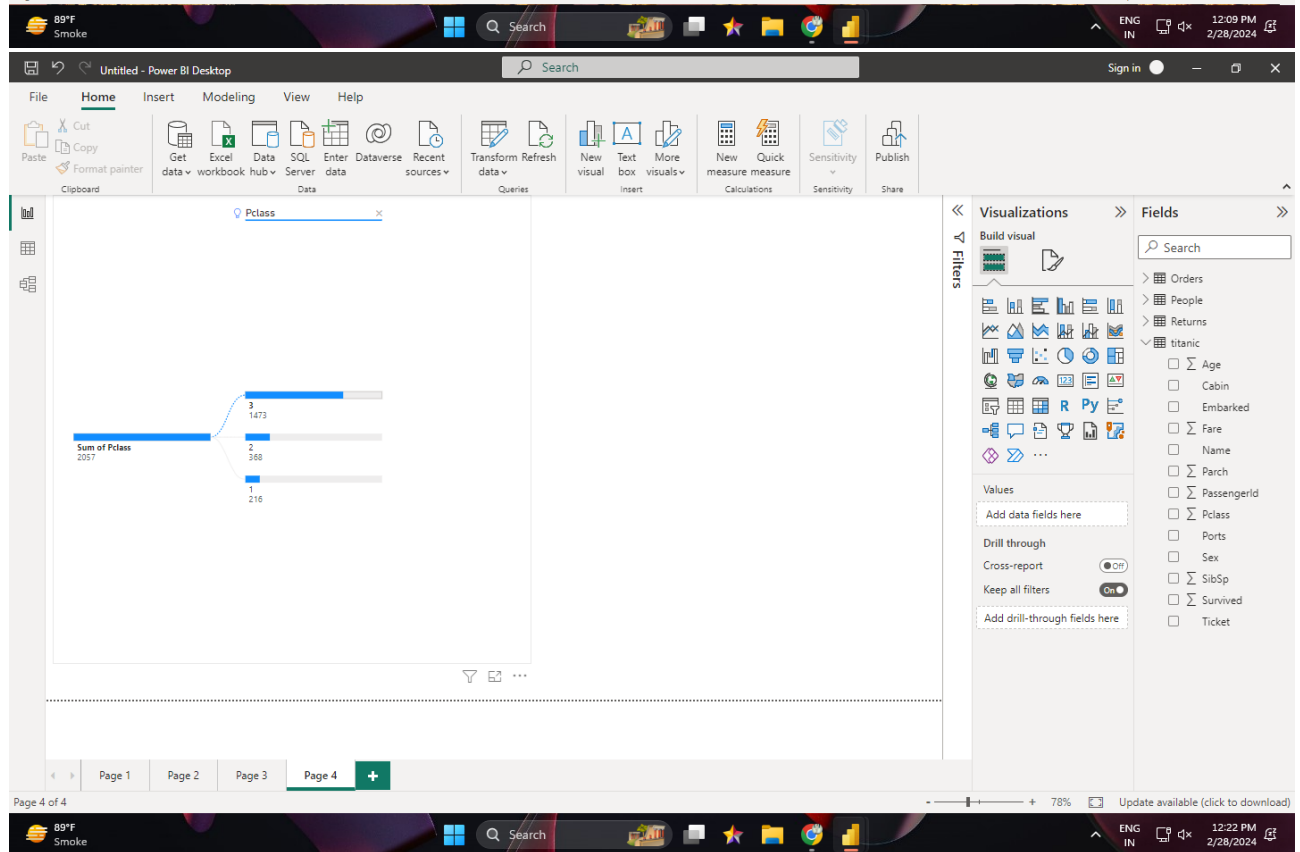 89°F
Smoke
Search
ENG
IN
12:09 PM
2/28/2024
Untitled - Power BI Desktop
Search
Sign in
File Home Insert Modeling View Help
Paste
Cut
Copy
Format painter
Clipboard
Get data
Excel workbook
Data hub
SQL Server
Enter data
Dataverse
Recent sources
Data
Transform data
Refresh
Queries
New visual
Text box
More visuals
Insert
New measure
Quick measure
Calculations
Sensitivity
Sensitivity
Publish
Share
Pclass
3
1473
Sum of Pclass
2057
2
368
1
216
Filters
Visualizations
Build visual
123
R Py
Values
Add data fields here
Drill through
Cross-report Off
Keep all filters On
Add drill-through fields here
Fields
Search
Orders
People
Returns
titanic
∑ Age
Cabin
Embarked
∑ Fare
Name
∑ Parch
∑ PassengerId
∑ Pclass
Ports
Sex
∑ SibSp
∑ Survived
Ticket
Page 1 Page 2 Page 3 Page 4 +
Page 4 of 4
- + 78%
Update available (click to download)
89°F
Smoke
Search
ENG
IN
12:22 PM
2/28/2024